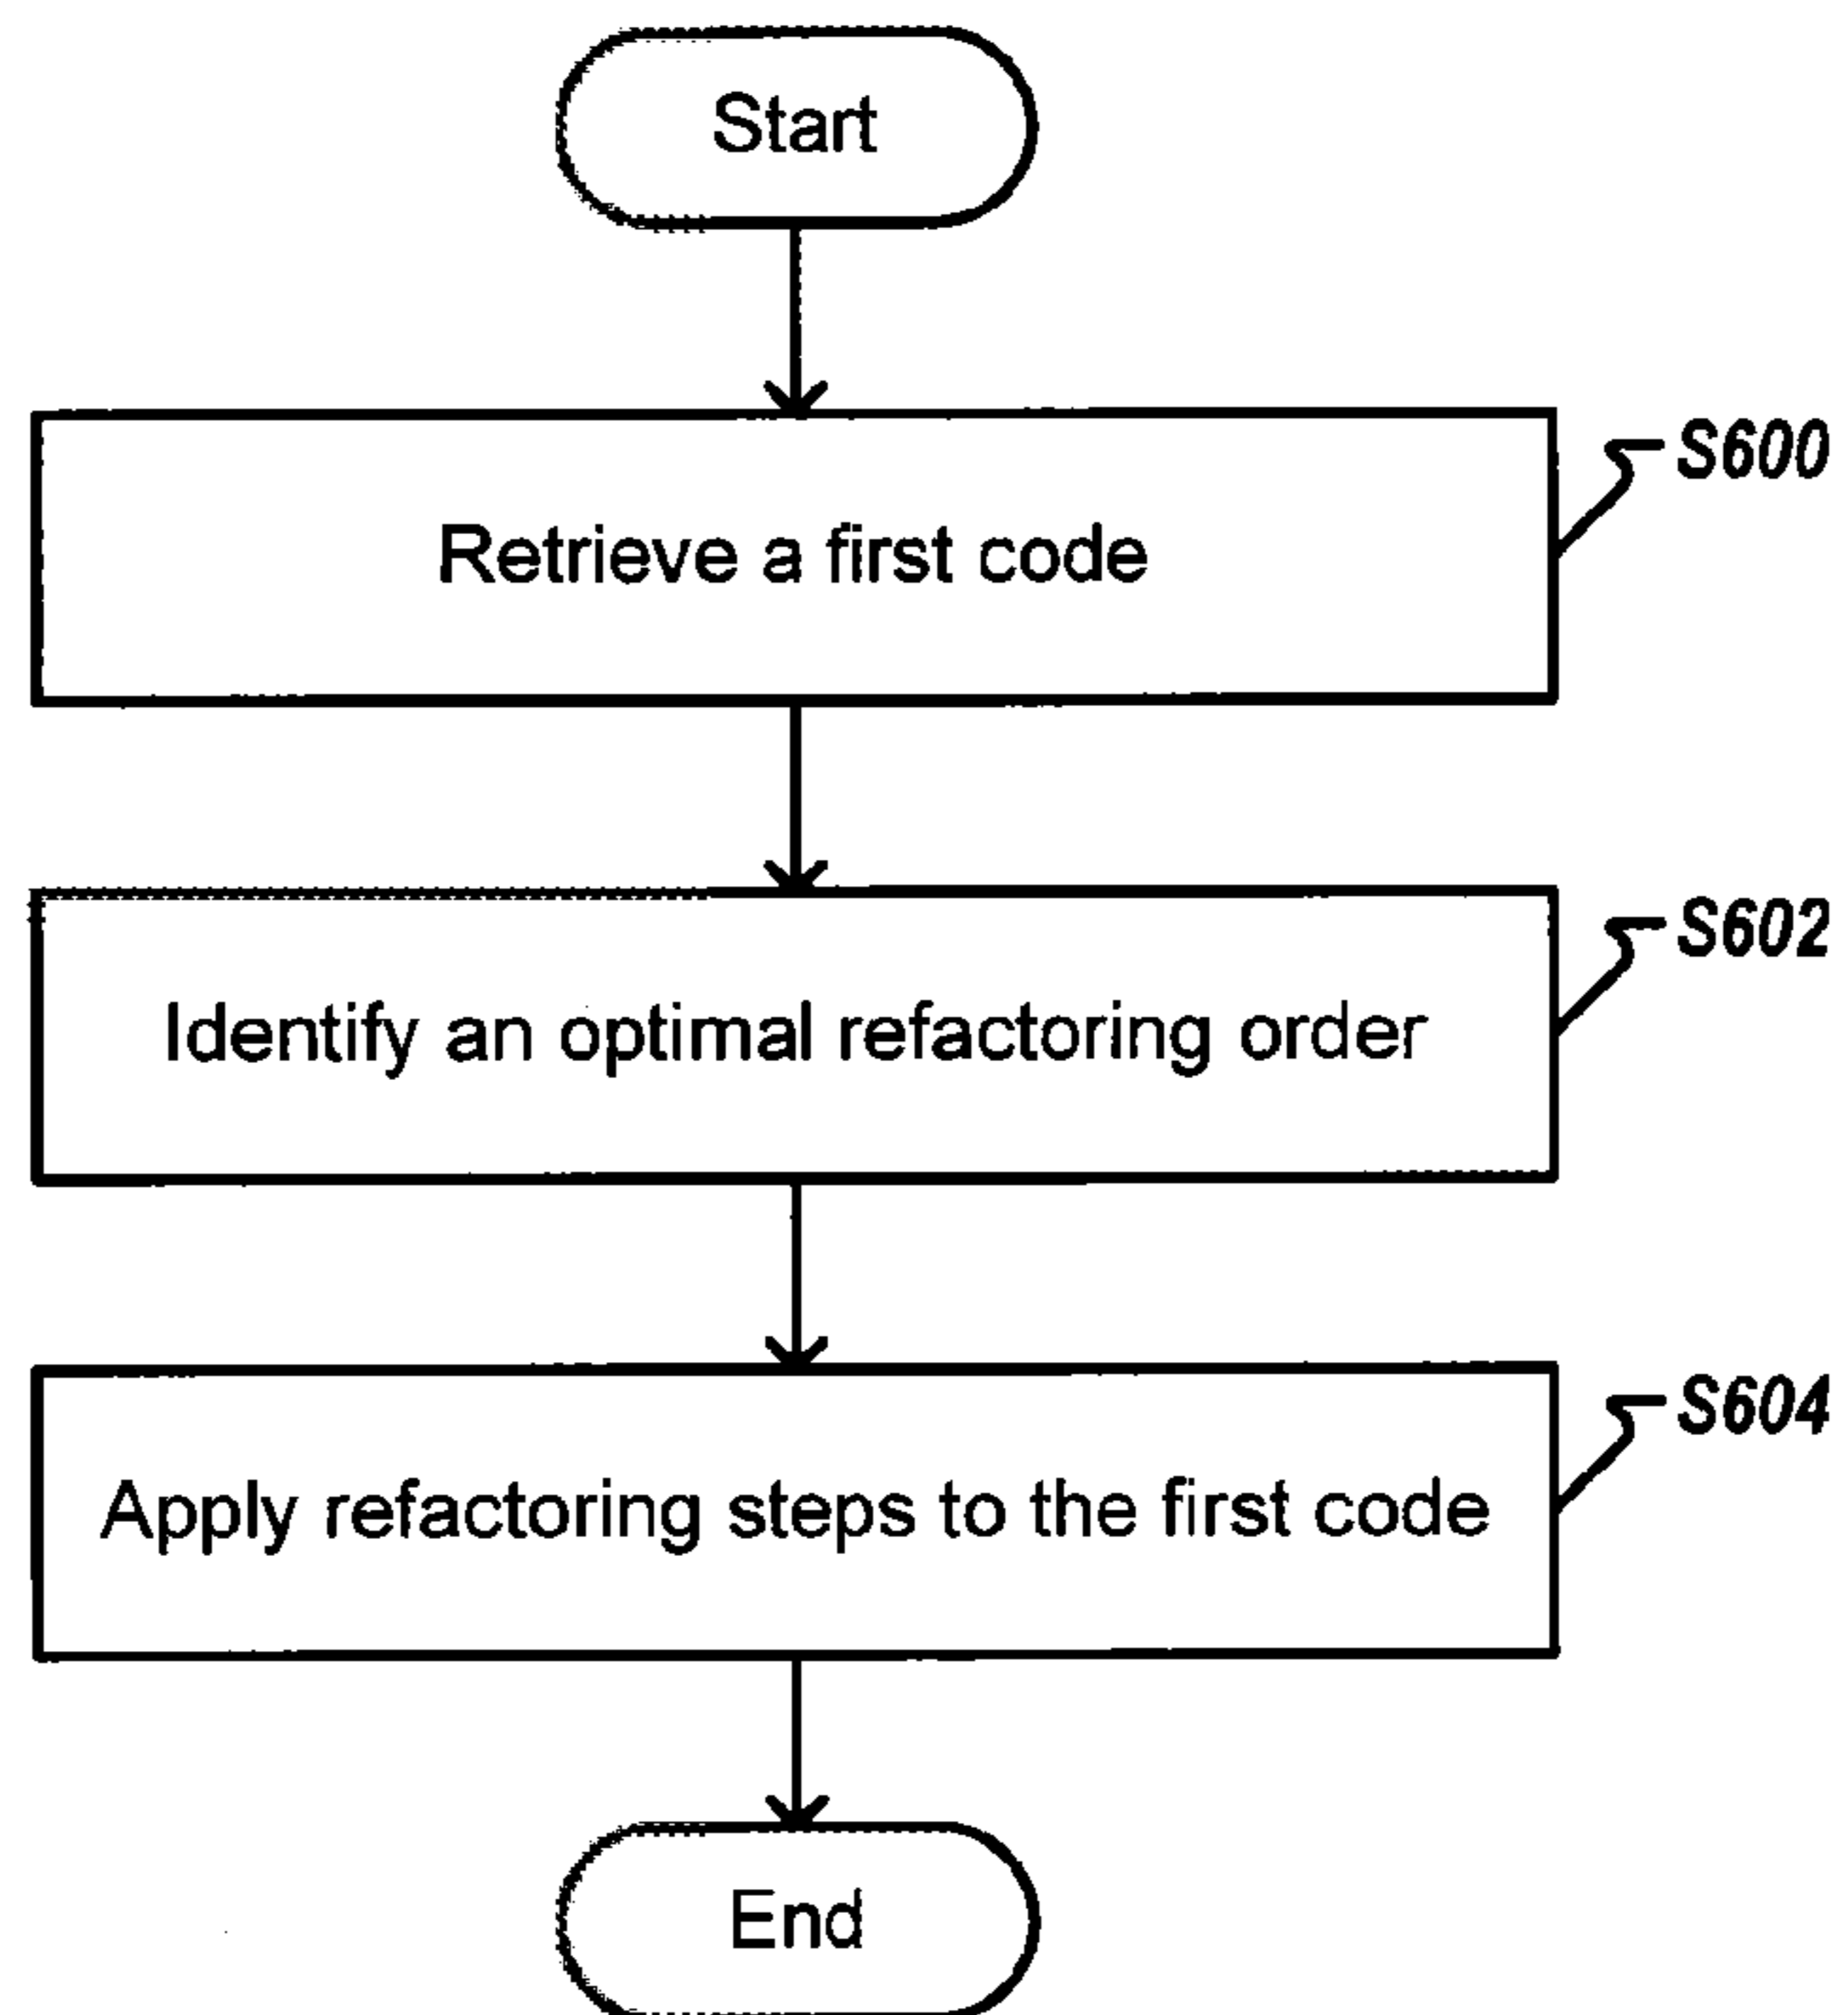 Start
S600
Retrieve a first code
S602
Identify an optimal refactoring order
S604
Apply refactoring steps to the first code
End